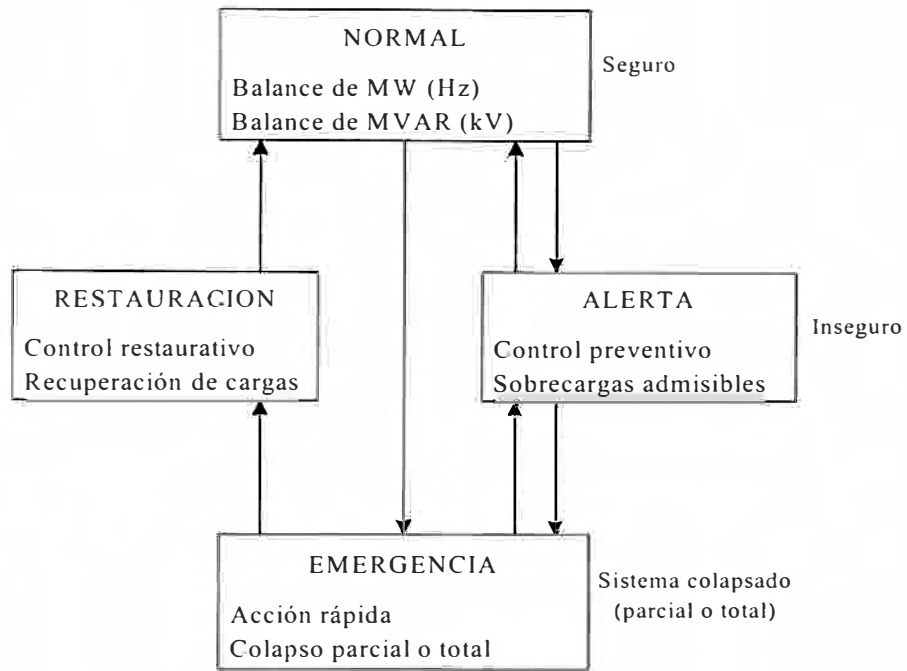 NORMAL
Balance de MW (Hz)
Balance de MVAR (kV)
Seguro
RESTAURACION
Control restaurativo
Recuperación de cargas
ALERTA
Control preventivo
Sobrecargas admisibles
Inseguro
EMERGENCIA
Acción rápida
Colapso parcial o total
Sistema colapsado
(parcial o total)